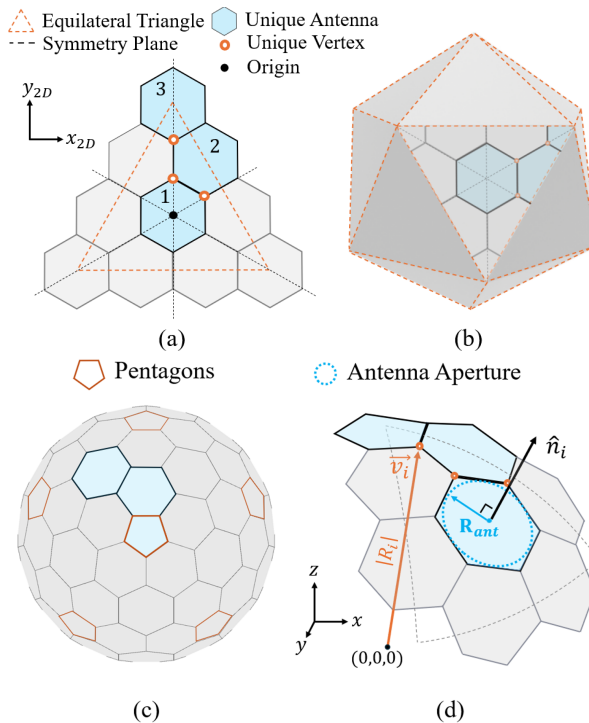 Equilateral Triangle
Unique Antenna
Symmetry Plane
Unique Vertex
Origin
y2D
x2D
3
2
1
(a)
(b)
Pentagons
Antenna Aperture
(c)
v⃗i
n̂i
Rant
|Ri|
z
x
y
(0,0,0)
(d)